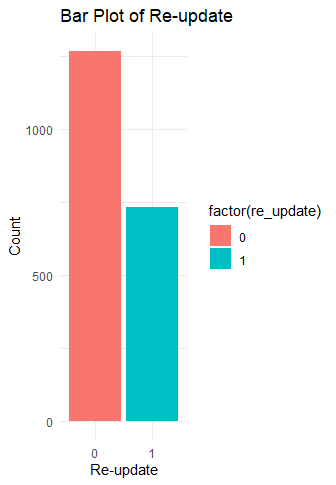 Bar Plot of Re-update
Count
1000
500
0
0 1
Re-update
factor(re_update)
0
1